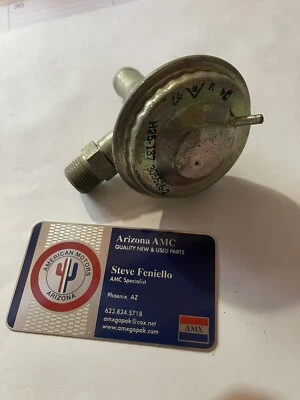 H25-137
Arizona AMC
QUALITY NEW & USED PARTS
Steve Feniello
AMC Specialist
Phoenix, AZ
623.824.5718
amxgopak@cox.net
www.amxgopak.com
AMERICAN MOTORS
ARIZONA
AMX